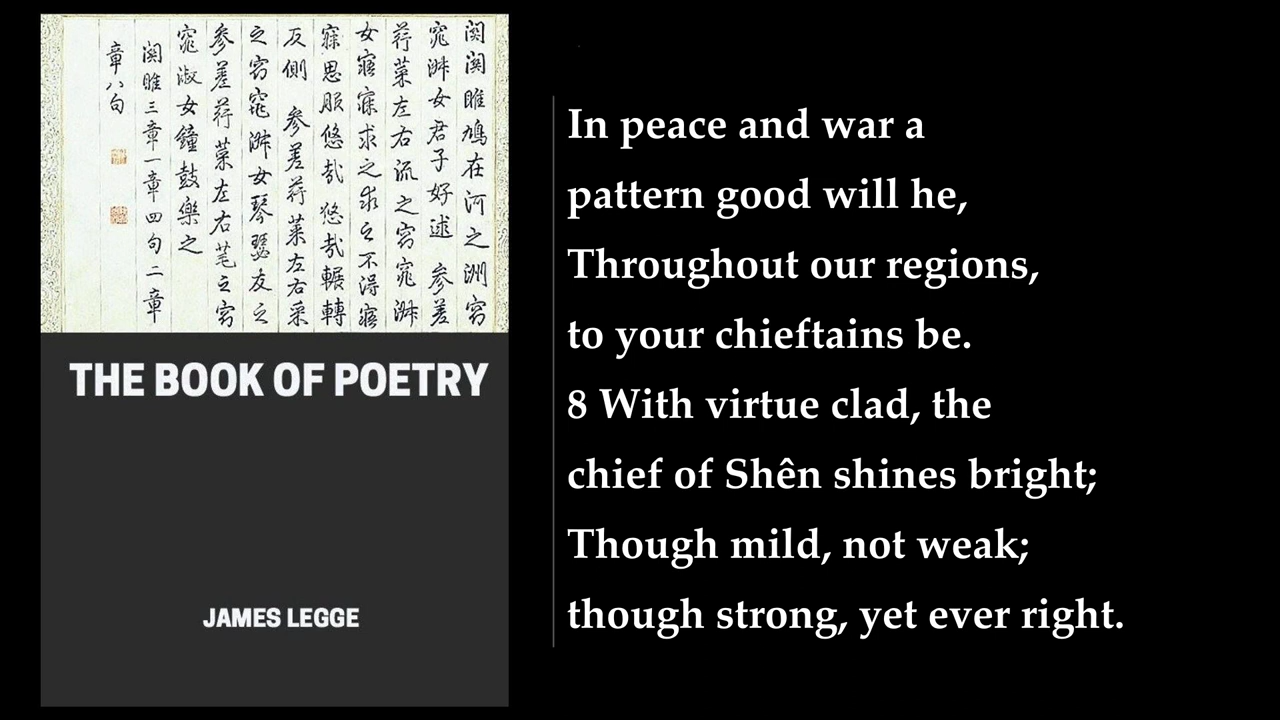 關關雎鳩在河之洲窈
窕淑女君子好逑 參差
荇菜左右流之窈窕淑
女寤寐求之求之不得寤
寐思服悠哉悠哉輾轉
反側 參差荇菜左右采
之窈窕淑女琴瑟友之
參差荇菜左右芼之窈
窕淑女鐘鼓樂之
關雎三章一章四句二章
章八句
THE BOOK OF POETRY
JAMES LEGGE
In peace and war a
pattern good will he,
Throughout our regions,
to your chieftains be.
8 With virtue clad, the
chief of Shên shines bright;
Though mild, not weak;
though strong, yet ever right.